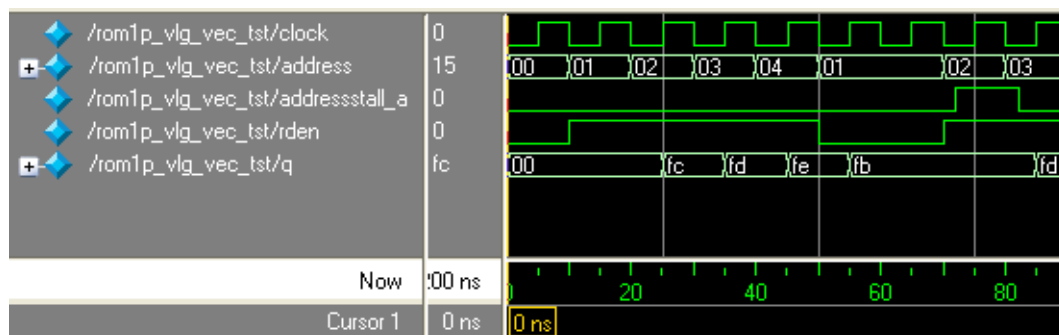 /rom1p_vlg_vec_tst/clock 0
/rom1p_vlg_vec_tst/address 15 00 01 02 03 04 01 02 03
/rom1p_vlg_vec_tst/addressstall_a 0
/rom1p_vlg_vec_tst/rden 0
/rom1p_vlg_vec_tst/q fc 00 fc fd fe fb fd
Now :00 ns 20 40 60 80
Cursor 1 0 ns 0 ns